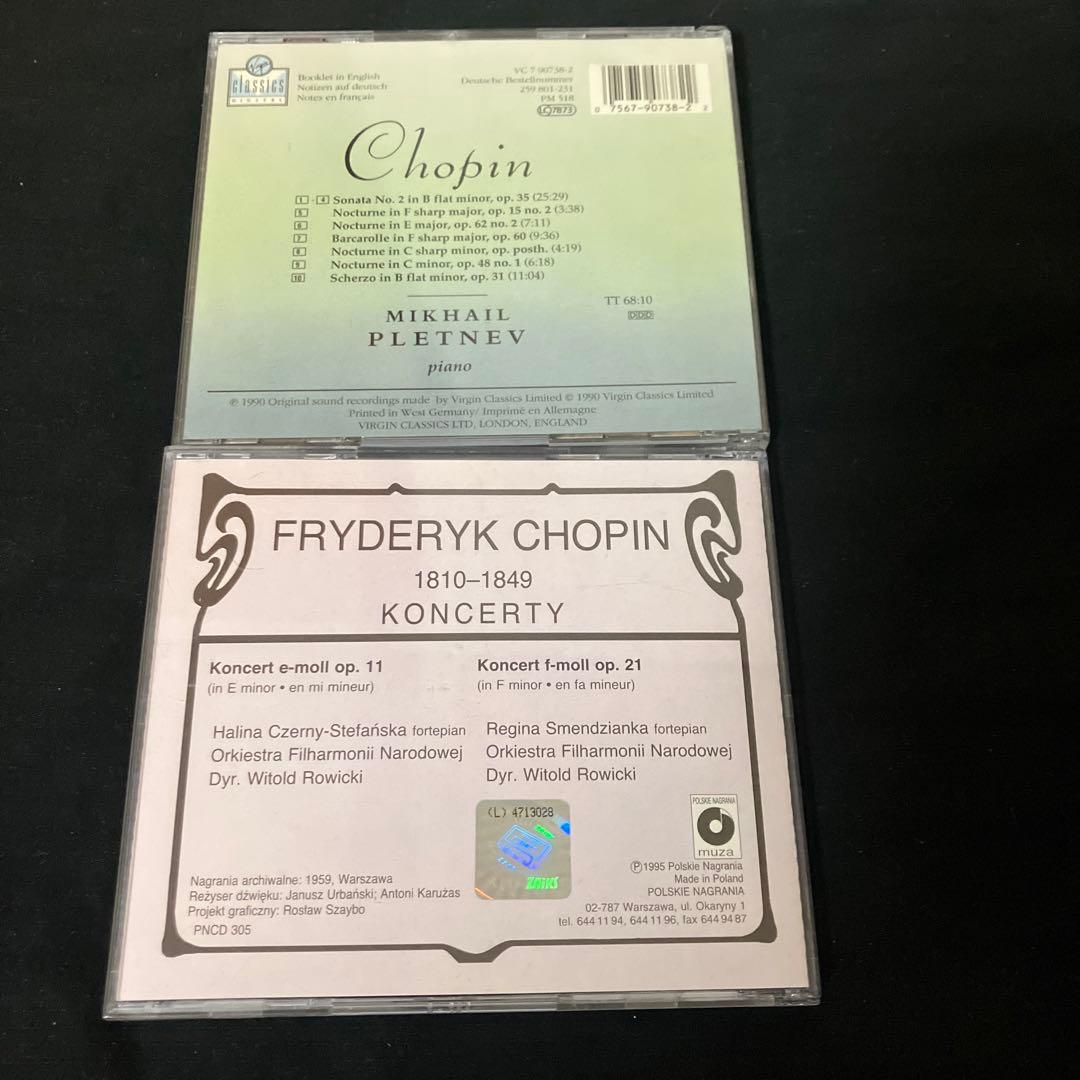 Virgin
classics
DIGITAL
Booklet in English
Notizen auf deutsch
Notes en français
VC 7 90738-2
Deutsche Bestellnummer
259 801-231
PM 518
LC 7873
0 7567-90738-2 2
Chopin
1 - 4 Sonata No. 2 in B flat minor, op. 35 (25:29)
5 Nocturne in F sharp major, op. 15 no. 2 (3:38)
6 Nocturne in E major, op. 62 no. 2 (7:11)
7 Barcarolle in F sharp major, op. 60 (9:36)
8 Nocturne in C sharp minor, op. posth. (4:19)
9 Nocturne in C minor, op. 48 no. 1 (6:18)
10 Scherzo in B flat minor, op. 31 (11:04)
TT 68:10
DDD
MIKHAIL
PLETNEV
piano
℗ 1990 Original sound recordings made by Virgin Classics Limited © 1990 Virgin Classics Limited
Printed in West Germany/ Imprimé en Allemagne
VIRGIN CLASSICS LTD, LONDON, ENGLAND
FRYDERYK CHOPIN
1810–1849
KONCERTY
Koncert e-moll op. 11
(in E minor • en mi mineur)
Halina Czerny-Stefańska fortepian
Orkiestra Filharmonii Narodowej
Dyr. Witold Rowicki
Koncert f-moll op. 21
(in F minor • en fa mineur)
Regina Smendzianka fortepian
Orkiestra Filharmonii Narodowej
Dyr. Witold Rowicki
(L) 4713028
ZAIKS
POLSKIE NAGRANIA
muza
Nagrania archiwalne: 1959, Warszawa
Reżyser dźwięku: Janusz Urbański; Antoni Karużas
Projekt graficzny: Rosław Szaybo
PNCD 305
℗1995 Polskie Nagrania
Made in Poland
POLSKIE NAGRANIA
02-787 Warszawa, ul. Okaryny 1
tel. 644 11 94, 644 11 96, fax 644 94 87